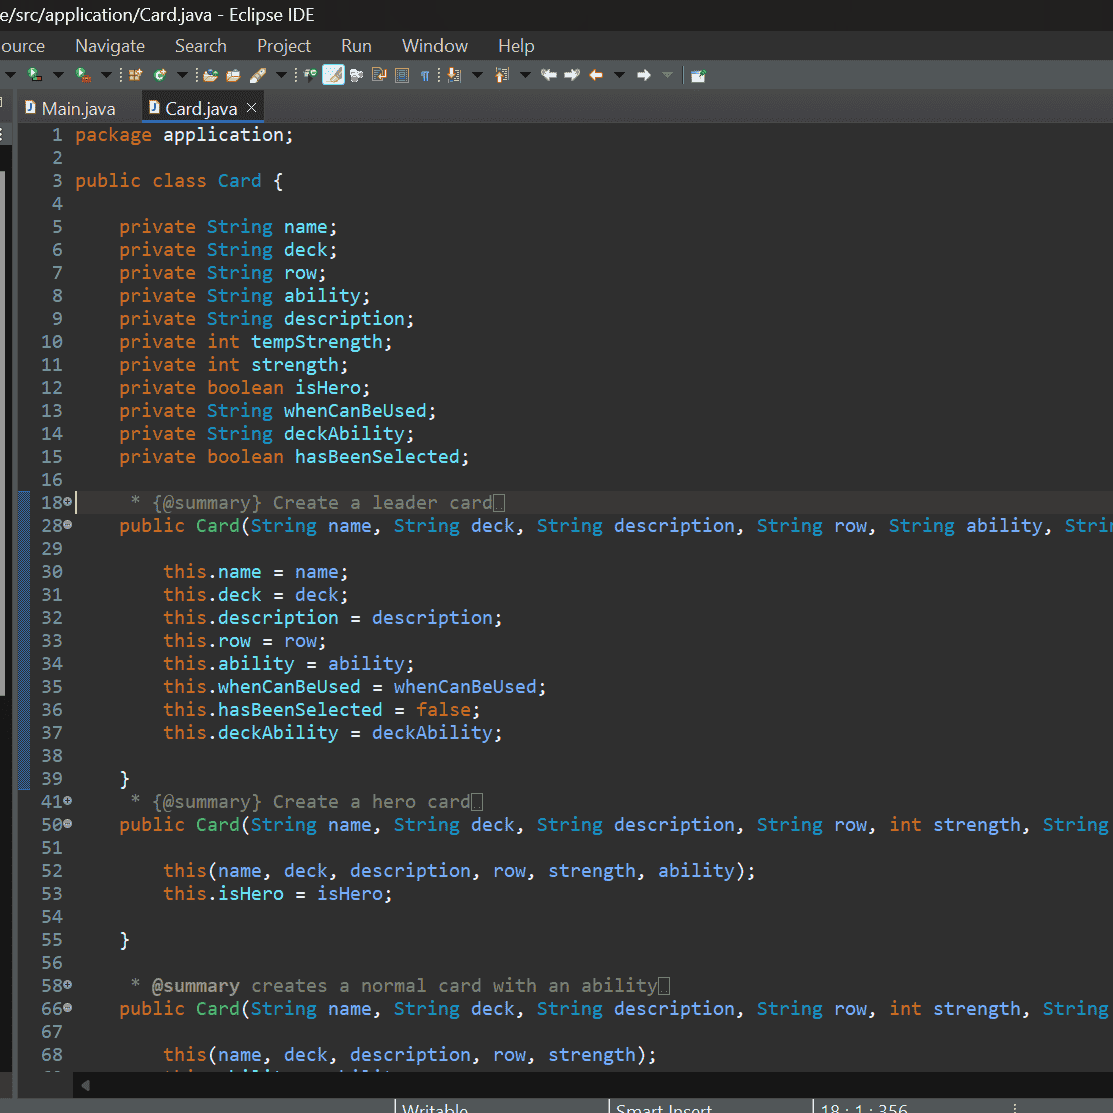 e/src/application/Card.java - Eclipse IDE
ource Navigate Search Project Run Window Help
Main.java Card.java
1 package application;
2
3 public class Card {
4
5 private String name;
6 private String deck;
7 private String row;
8 private String ability;
9 private String description;
10 private int tempStrength;
11 private int strength;
12 private boolean isHero;
13 private String whenCanBeUsed;
14 private String deckAbility;
15 private boolean hasBeenSelected;
16
18 * {@summary} Create a leader card
28 public Card(String name, String deck, String description, String row, String ability, Strin
29
30 this.name = name;
31 this.deck = deck;
32 this.description = description;
33 this.row = row;
34 this.ability = ability;
35 this.whenCanBeUsed = whenCanBeUsed;
36 this.hasBeenSelected = false;
37 this.deckAbility = deckAbility;
38
39 }
41 * {@summary} Create a hero card
50 public Card(String name, String deck, String description, String row, int strength, String
51
52 this(name, deck, description, row, strength, ability);
53 this.isHero = isHero;
54
55 }
56
58 * @summary creates a normal card with an ability
66 public Card(String name, String deck, String description, String row, int strength, String
67
68 this(name, deck, description, row, strength);
Writable Smart Insert 18 : 1 : 356